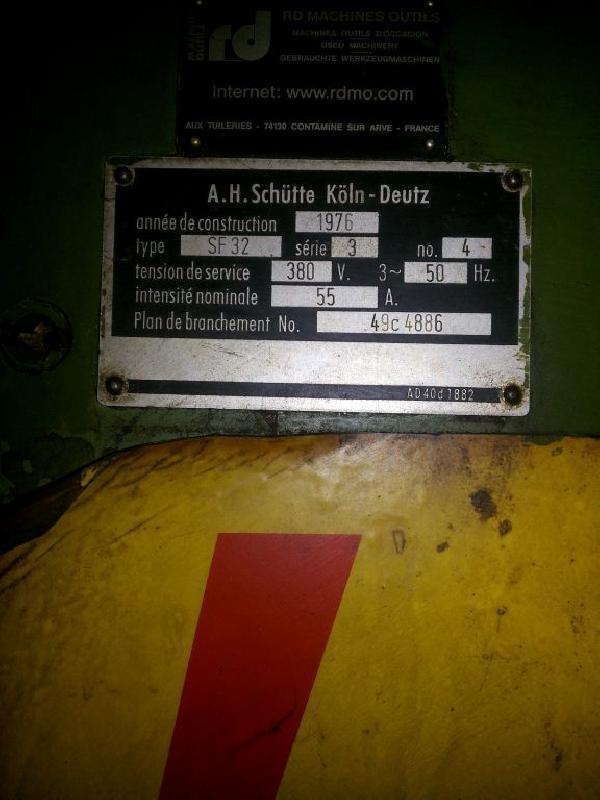 MACHINES OUTILS
rd
RD MACHINES OUTILS
MACHINES OUTILS D'OCCASION
USED MACHINERY
GEBRAUCHTE WERKZEUGMASCHINEN
Internet: www.rdmo.com
AUX TUILERIES - 74130 CONTAMINE SUR ARVE - FRANCE
A.H. Schütte Köln-Deutz
année de construction 1976
type SF 32 série 3 no. 4
tension de service 380 V. 3~ 50 Hz.
intensité nominale 55 A.
Plan de branchement No. 49c 4886
AD 40d 1882